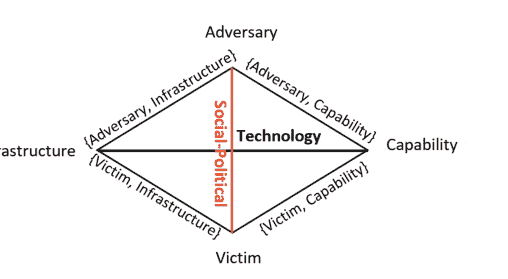 Adversary
{Adversary, Infrastructure}
{Adversary, Capability}
Social-Political
Technology
rastructure
Capability
{Victim, Infrastructure}
{Victim, Capability}
Victim